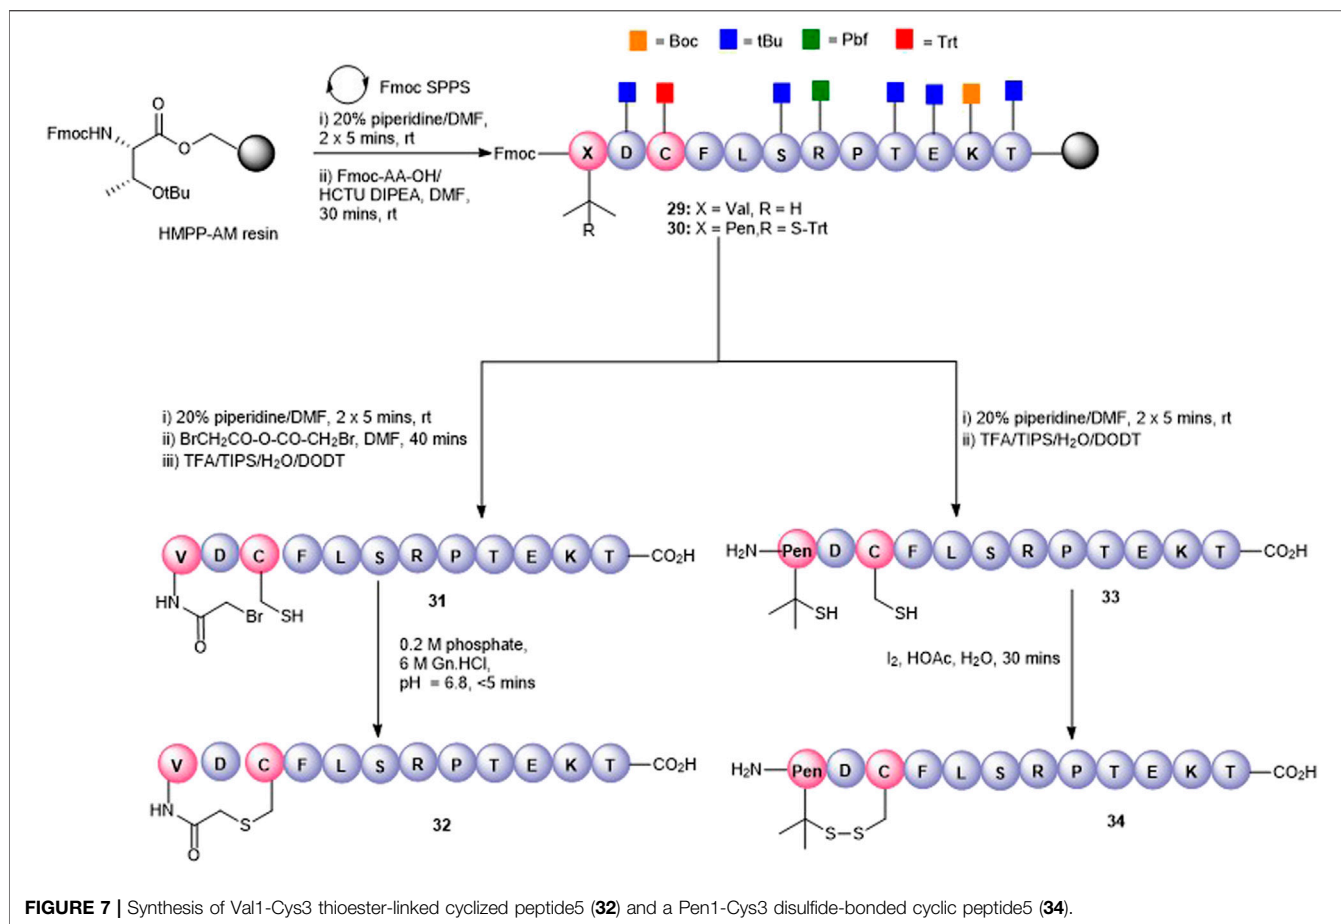 = Boc = tBu = Pbf = Trt
Fmoc SPPS
i) 20% piperidine/DMF,
2 x 5 mins, rt
ii) Fmoc-AA-OH/
HCTU DIPEA, DMF,
30 mins, rt
FmocHN
O
O
OtBu
HMPP-AM resin
Fmoc X D C F L S R P T E K T
R
29: X = Val, R = H
30: X = Pen,R = S-Trt
i) 20% piperidine/DMF, 2 x 5 mins, rt
ii) BrCH₂CO-O-CO-CH₂Br, DMF, 40 mins
iii) TFA/TIPS/H₂O/DODT
i) 20% piperidine/DMF, 2 x 5 mins, rt
ii) TFA/TIPS/H₂O/DODT
V D C F L S R P T E K T CO₂H
HN
O
Br
SH
31
H₂N Pen D C F L S R P T E K T CO₂H
SH
SH
33
0.2 M phosphate,
6 M Gn.HCl,
pH = 6.8, <5 mins
I₂, HOAc, H₂O, 30 mins
V D C F L S R P T E K T CO₂H
HN
O
S
32
H₂N Pen D C F L S R P T E K T CO₂H
S–S
34
FIGURE 7 | Synthesis of Val1-Cys3 thioester-linked cyclized peptide5 (32) and a Pen1-Cys3 disulfide-bonded cyclic peptide5 (34).